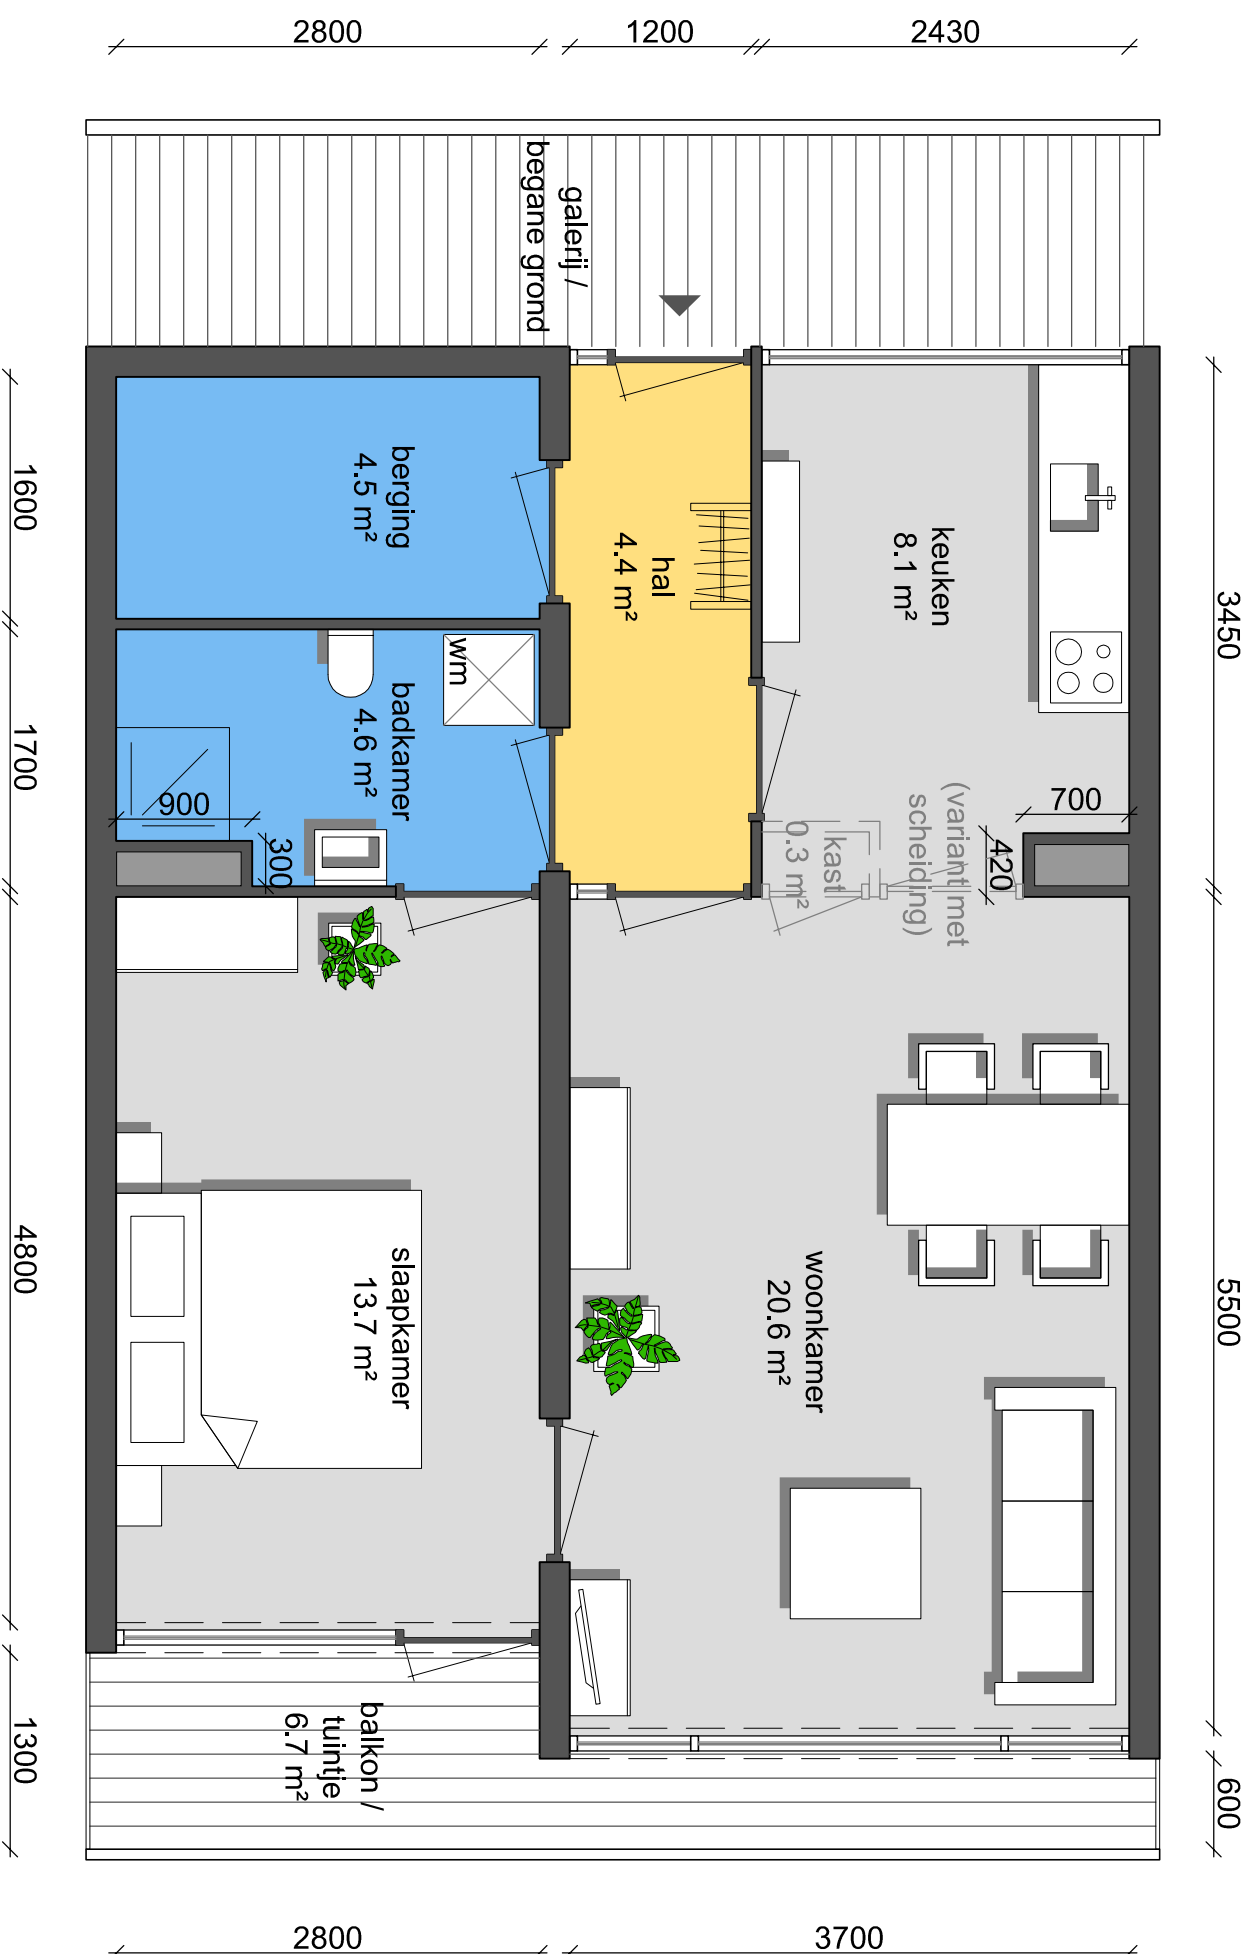 2800
1200
2430
galerij /
begane grond
berging
4.5 m²
hal
4.4 m²
keuken
8.1 m²
1600
3450
wm
badkamer
4.6 m²
1700
900
300
kast
0.3 m²
(variant met
scheiding)
700
420
slaapkamer
13.7 m²
woonkamer
20.6 m²
4800
5500
balkon /
tuintje
6.7 m²
1300
600
2800
3700